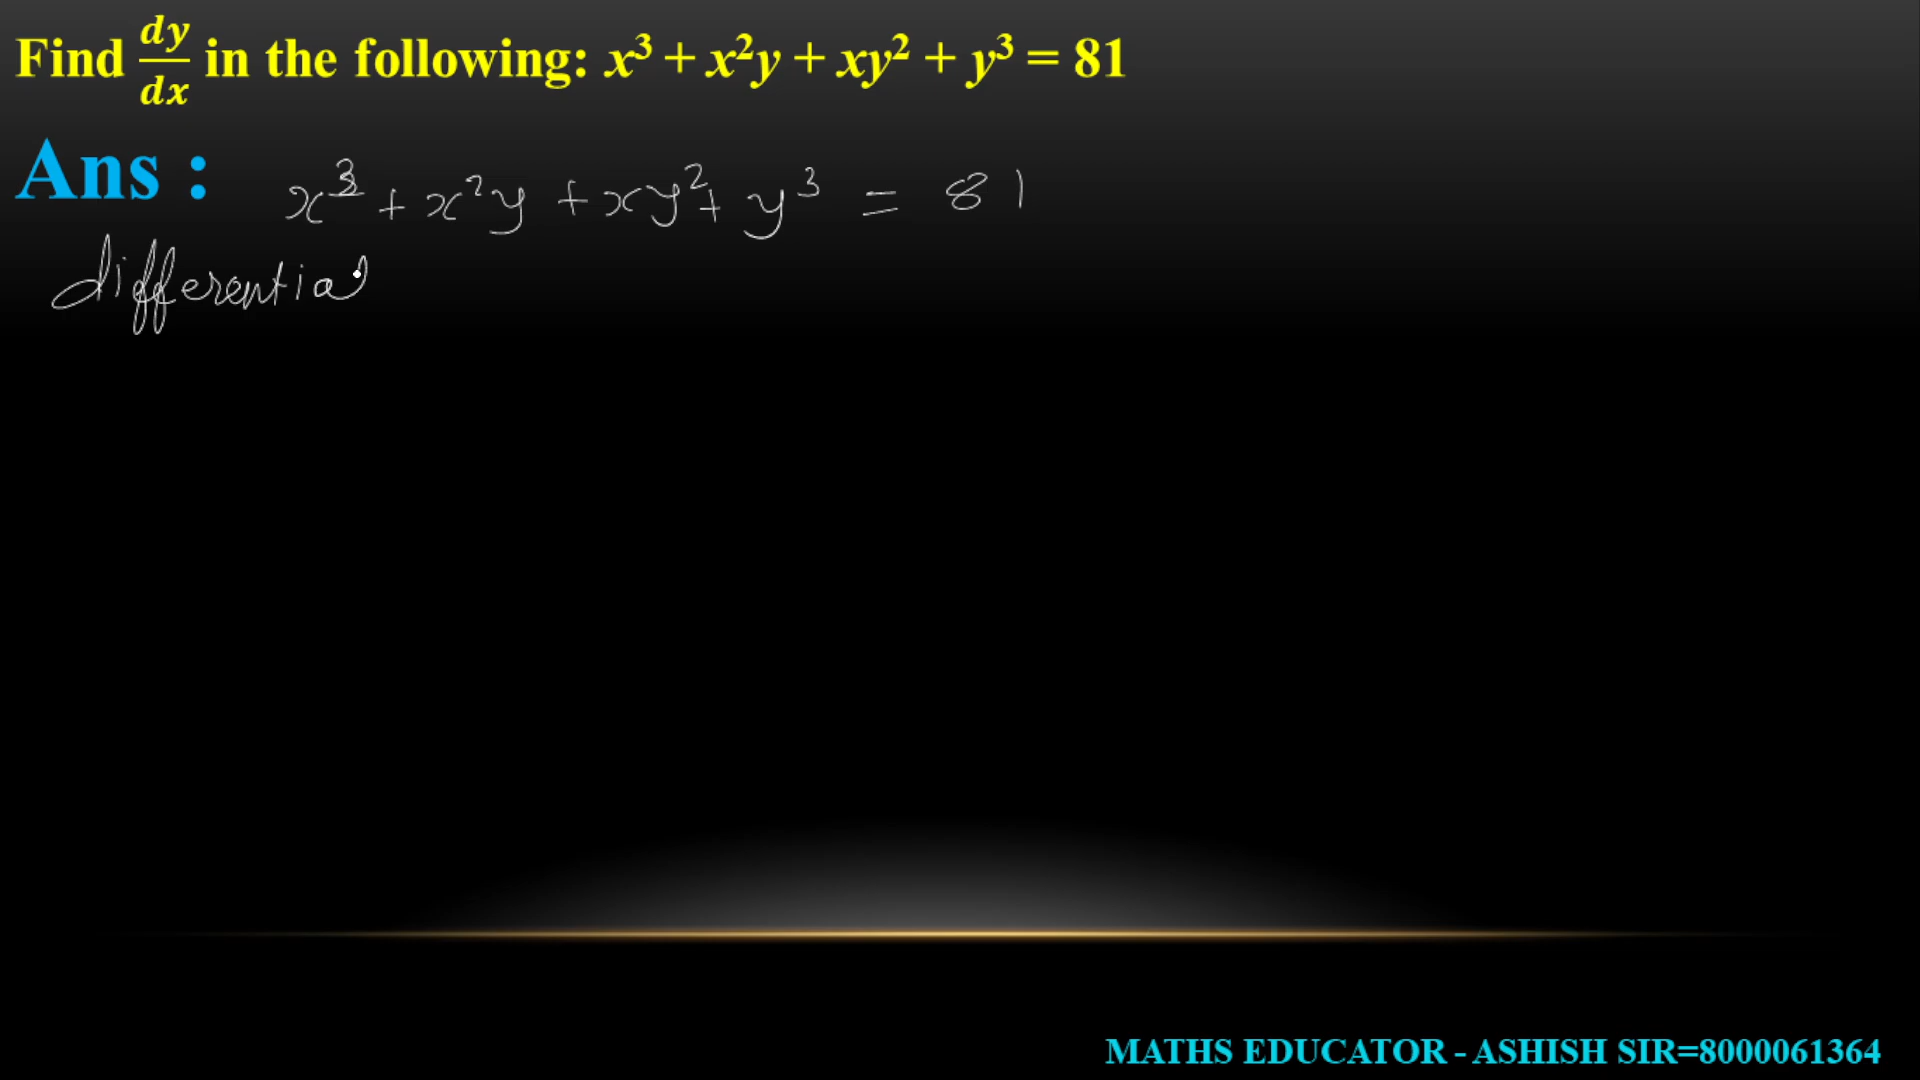 Find dy/dx in the following: x³ + x²y + xy² + y³ = 81
Ans : x³ + x²y + xy² + y³ = 81
differential
MATHS EDUCATOR - ASHISH SIR=8000061364